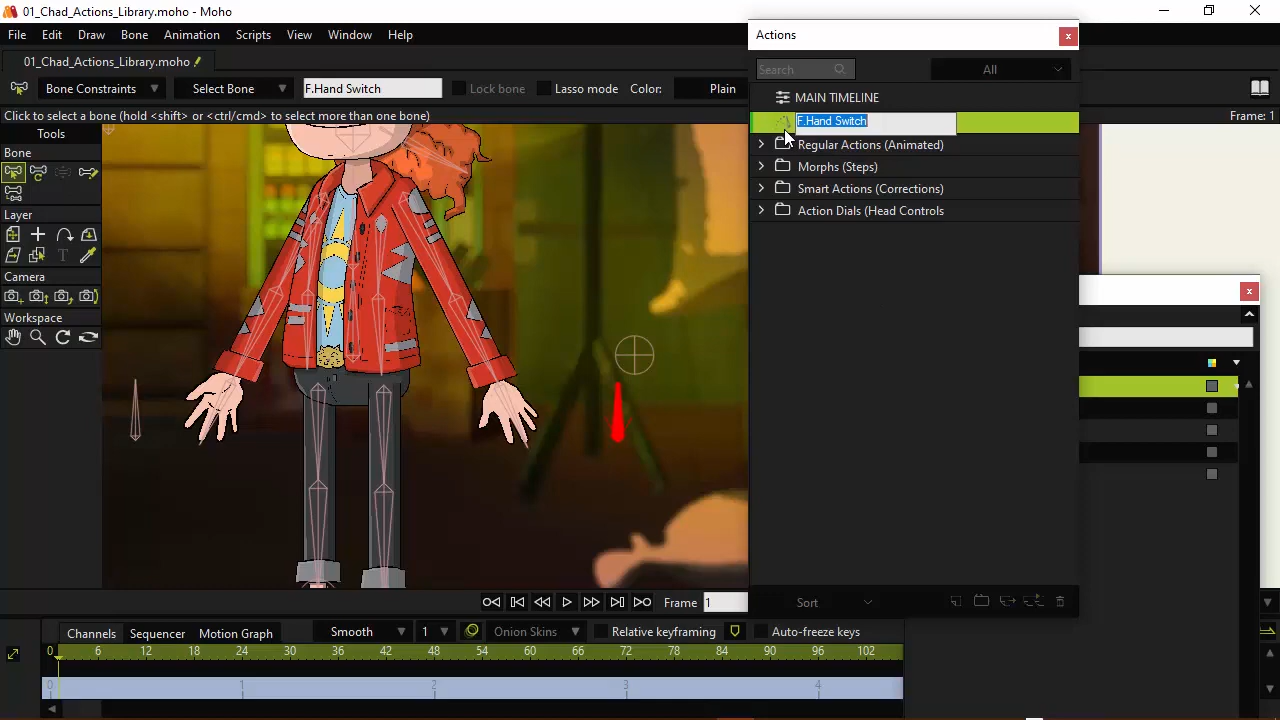 01_Chad_Actions_Library.moho - Moho
File Edit Draw Bone Animation Scripts View Window Help
01_Chad_Actions_Library.moho
Bone Constraints Select Bone F.Hand Switch Lock bone Lasso mode Color: Plain
Click to select a bone (hold <shift> or <ctrl/cmd> to select more than one bone)
Frame: 1
Tools
Bone
Layer
Camera
Workspace
Actions
Search All
MAIN TIMELINE
F.Hand Switch
Regular Actions (Animated)
Morphs (Steps)
Smart Actions (Corrections)
Action Dials (Head Controls
Sort
Frame 1
Channels Sequencer Motion Graph Smooth 1 Onion Skins Relative keyframing Auto-freeze keys
0 6 12 18 24 30 36 42 48 54 60 66 72 78 84 90 96 102
0 1 2 3 4